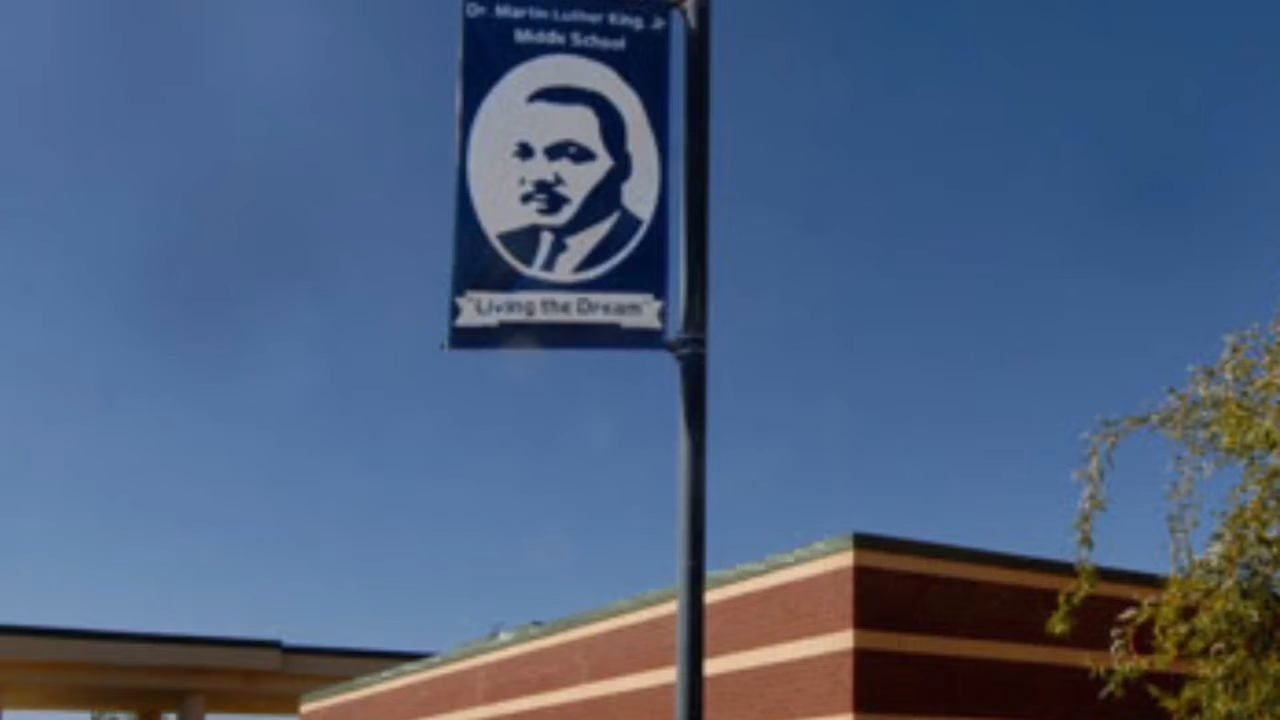 Dr. Martin Luther King, Jr
Middle School
"Living the Dream"